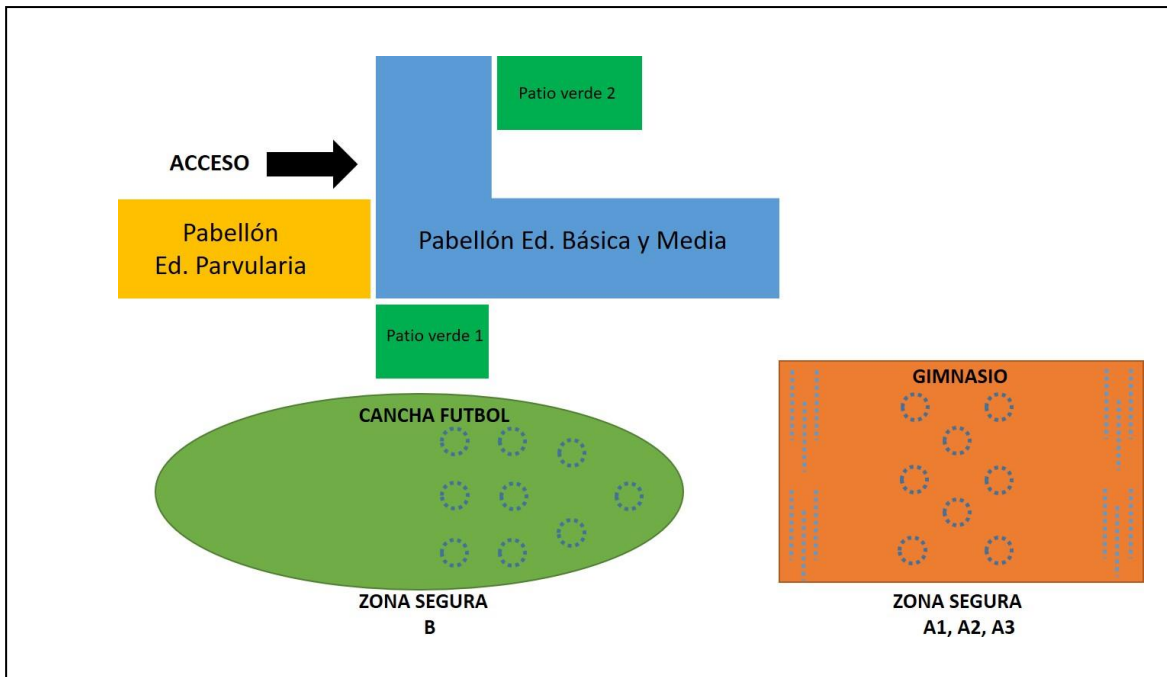 Patio verde 2
ACCESO
Pabellón
Ed. Parvularia
Pabellón Ed. Básica y Media
Patio verde 1
CANCHA FUTBOL
GIMNASIO
ZONA SEGURA
B
ZONA SEGURA
A1, A2, A3